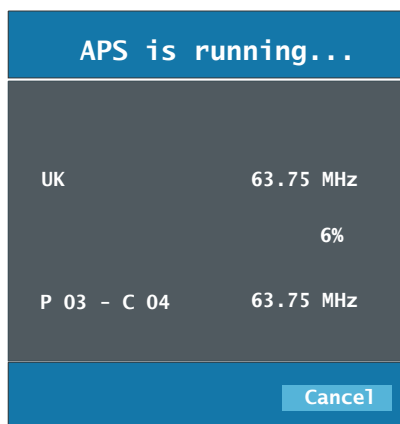 APS is running...
UK 63.75 MHz
6%
P 03 - C 04 63.75 MHz
Cancel